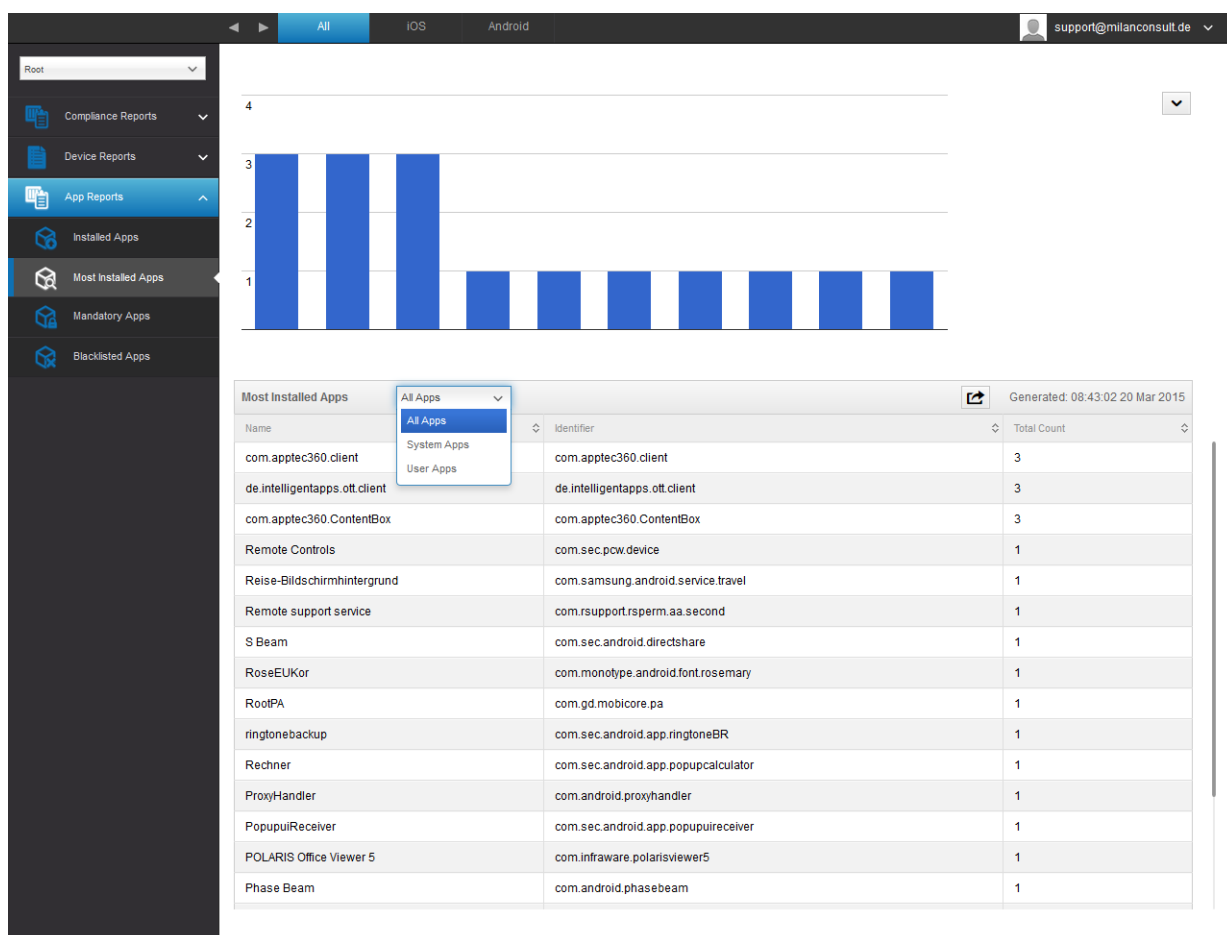 All iOS Android support@milanconsult.de
Root
Compliance Reports
Device Reports
App Reports
Installed Apps
Most Installed Apps
Mandatory Apps
Blacklisted Apps
4
3
2
1
Most Installed Apps All Apps Generated: 08:43:02 20 Mar 2015
All Apps
System Apps
User Apps
Name Identifier Total Count
com.apptec360.client com.apptec360.client 3
de.intelligentapps.ott.client de.intelligentapps.ott.client 3
com.apptec360.ContentBox com.apptec360.ContentBox 3
Remote Controls com.sec.pcw.device 1
Reise-Bildschirmhintergrund com.samsung.android.service.travel 1
Remote support service com.rsupport.rsperm.aa.second 1
S Beam com.sec.android.directshare 1
RoseEUKor com.monotype.android.font.rosemary 1
RootPA com.gd.mobicore.pa 1
ringtonebackup com.sec.android.app.ringtoneBR 1
Rechner com.sec.android.app.popupcalculator 1
ProxyHandler com.android.proxyhandler 1
PopupuiReceiver com.sec.android.app.popupuireceiver 1
POLARIS Office Viewer 5 com.infraware.polarisviewer5 1
Phase Beam com.android.phasebeam 1